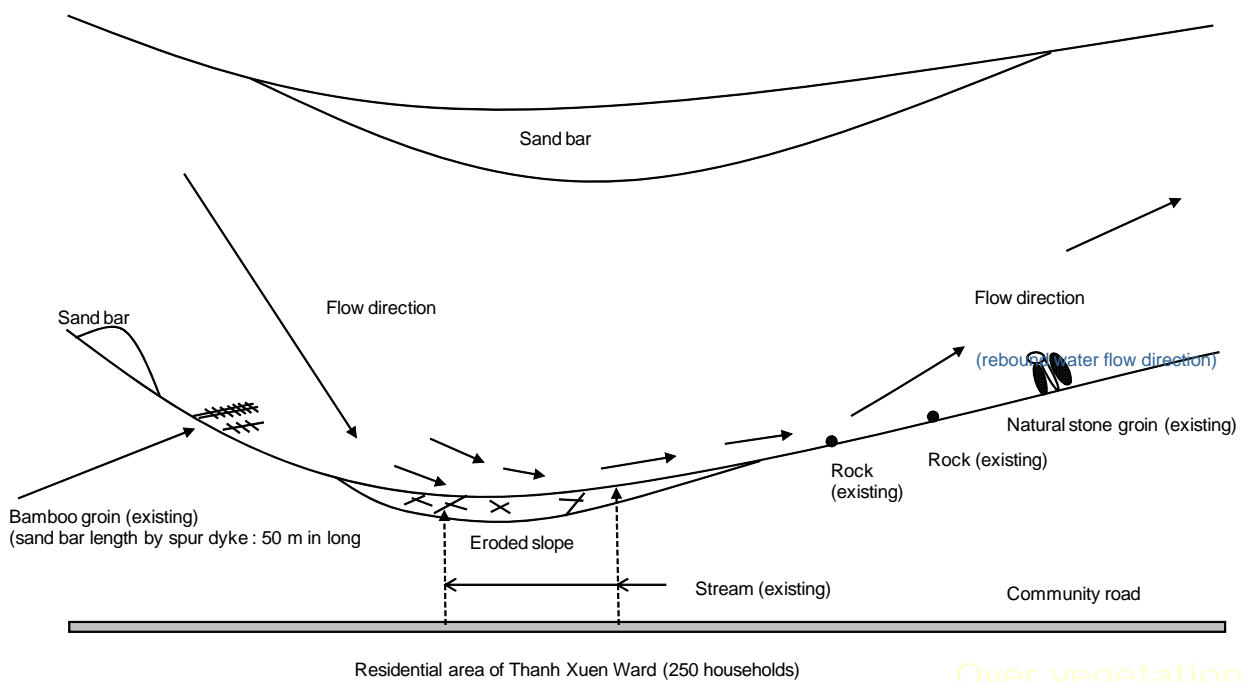 Sand bar
Flow direction
Sand bar
Flow direction
(rebound water flow direction)
Natural stone groin (existing)
Rock (existing)
Rock
(existing)
Bamboo groin (existing)
(sand bar length by spur dyke : 50 m in long
Eroded slope
Stream (existing)
Community road
Residential area of Thanh Xuen Ward (250 households)
Over vegetation